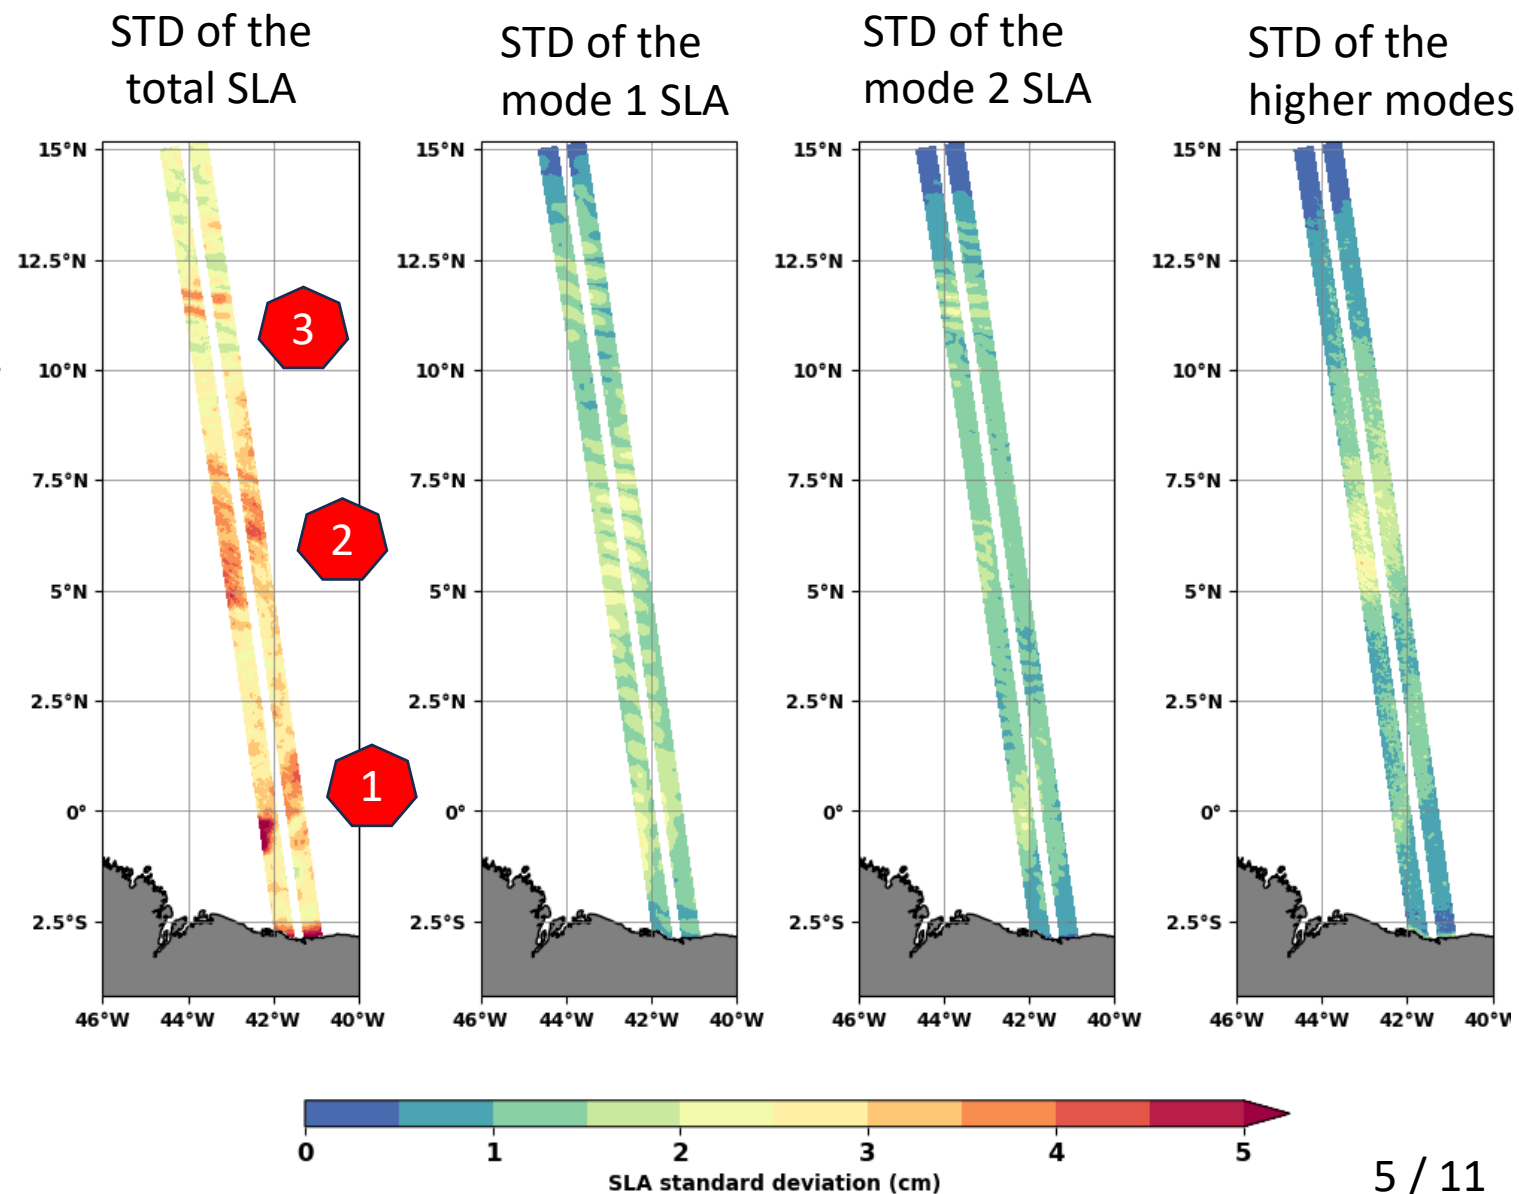 STD of the
total SLA
STD of the
mode 1 SLA
STD of the
mode 2 SLA
STD of the
higher modes
15°N
12.5°N
10°N
7.5°N
5°N
2.5°N
0°
2.5°S
46°W 44°W 42°W 40°W
3
2
1
15°N
12.5°N
10°N
7.5°N
5°N
2.5°N
0°
2.5°S
46°W 44°W 42°W 40°W
15°N
12.5°N
10°N
7.5°N
5°N
2.5°N
0°
2.5°S
46°W 44°W 42°W 40°W
15°N
12.5°N
10°N
7.5°N
5°N
2.5°N
0°
2.5°S
46°W 44°W 42°W 40°W
0 1 2 3 4 5
SLA standard deviation (cm)
5 / 11